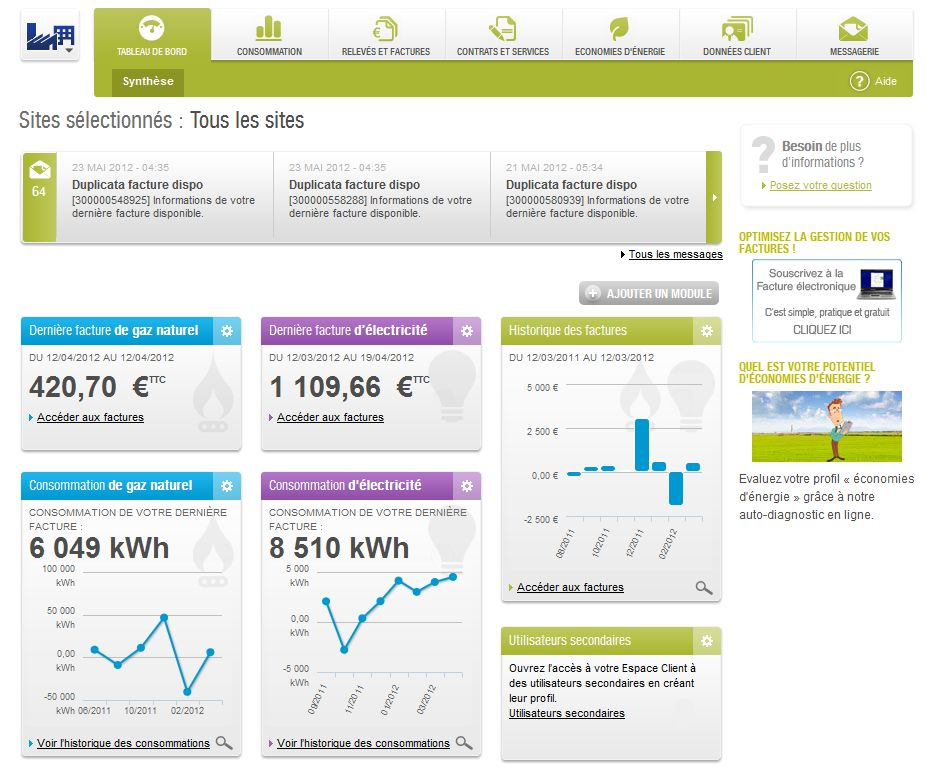 TABLEAU DE BORD
CONSOMMATION
RELEVÉS ET FACTURES
CONTRATS ET SERVICES
ECONOMIES D'ÉNERGIE
DONNÉES CLIENT
MESSAGERIE
Synthèse
? Aide
Sites sélectionnés : Tous les sites
64
23 MAI 2012 - 04:35
Duplicata facture dispo
[300000548925] Informations de votre
dernière facture disponible.
23 MAI 2012 - 04:35
Duplicata facture dispo
[300000558288] Informations de votre
dernière facture disponible.
21 MAI 2012 - 05:34
Duplicata facture dispo
[300000580939] Informations de votre
dernière facture disponible.
Tous les messages
? Besoin de plus
d'informations ?
Posez votre question
OPTIMISEZ LA GESTION DE VOS
FACTURES !
Souscrivez à la
Facture électronique
C'est simple, pratique et gratuit
CLIQUEZ ICI
QUEL EST VOTRE POTENTIEL
D'ÉCONOMIES D'ÉNERGIE ?
Evaluez votre profil « économies
d'énergie » grâce à notre
auto-diagnostic en ligne.
AJOUTER UN MODULE
Dernière facture de gaz naturel
DU 12/04/2012 AU 12/04/2012
420,70 €TTC
Accéder aux factures
Dernière facture d'électricité
DU 12/03/2012 AU 19/04/2012
1 109,66 €TTC
Accéder aux factures
Historique des factures
DU 12/03/2011 AU 12/03/2012
5 000 €
2 500 €
0,00 €
-2 500 €
08/2011
10/2011
12/2011
02/2012
Accéder aux factures
Consommation de gaz naturel
CONSOMMATION DE VOTRE DERNIÈRE
FACTURE :
6 049 kWh
100 000
kWh
50 000
kWh
0,00
kWh
-50 000
kWh
06/2011
10/2011
02/2012
Voir l'historique des consommations
Consommation d'électricité
CONSOMMATION DE VOTRE DERNIÈRE
FACTURE :
8 510 kWh
5 000
kWh
0,00
kWh
-5 000
kWh
09/2011
11/2011
01/2012
03/2012
Voir l'historique des consommations
Utilisateurs secondaires
Ouvrez l'accès à votre Espace Client à
des utilisateurs secondaires en créant
leur profil.
Utilisateurs secondaires